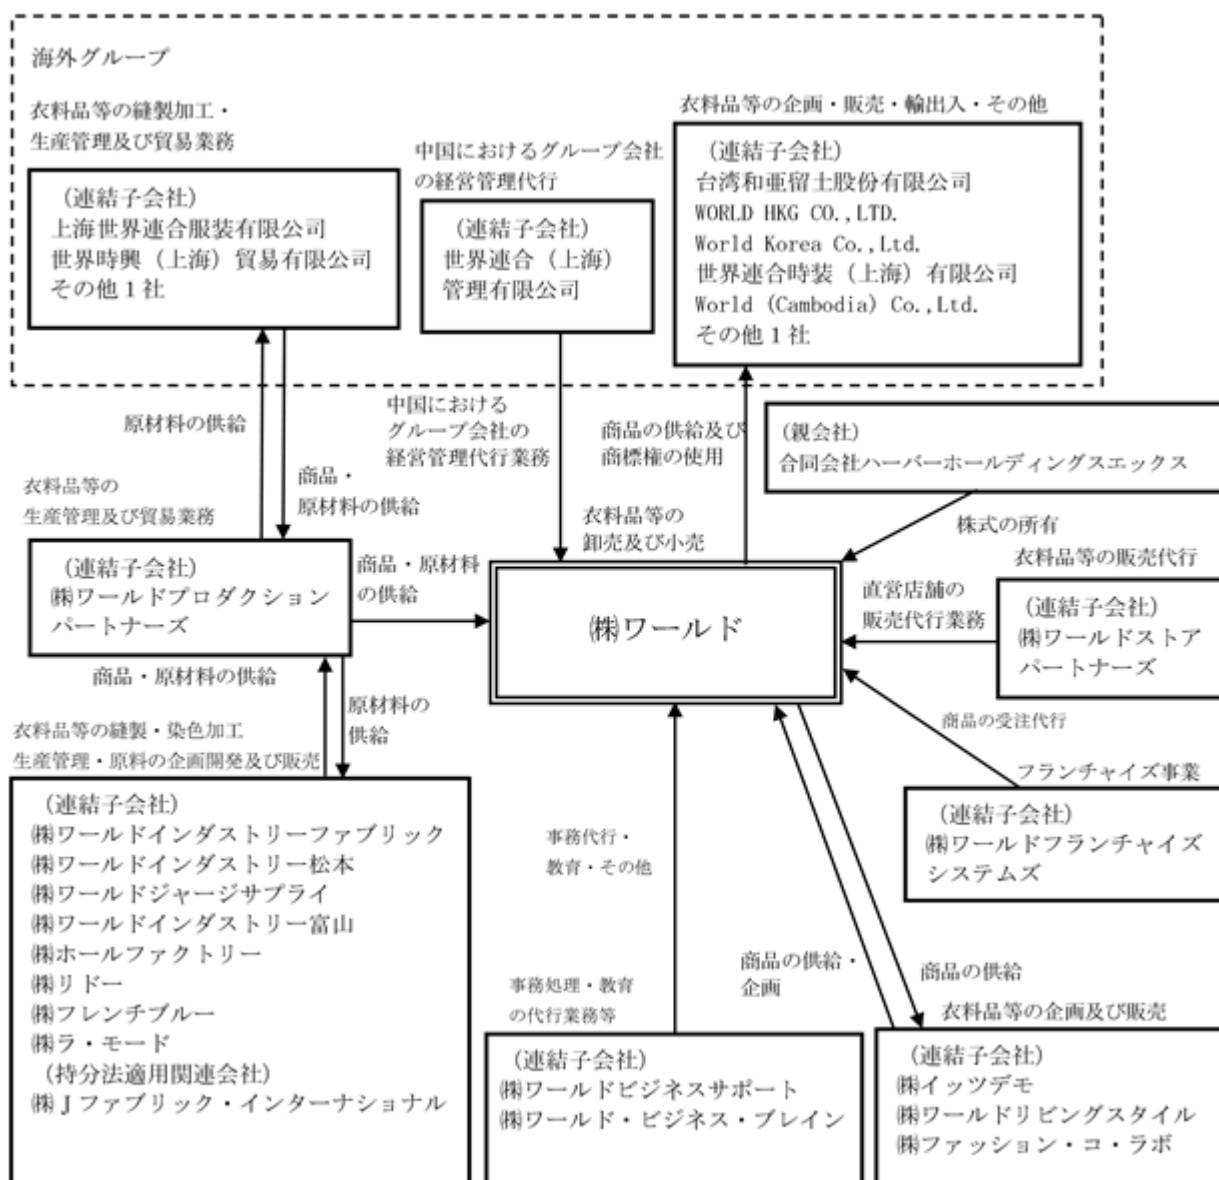 海外グループ
衣料品等の縫製加工・
生産管理及び貿易業務
（連結子会社）
上海世界連合服装有限公司
世界時興（上海）貿易有限公司
その他１社
中国におけるグループ会社
の経営管理代行
（連結子会社）
世界連合（上海）
管理有限公司
衣料品等の企画・販売・輸出入・その他
（連結子会社）
台湾和亜留土股份有限公司
WORLD HKG CO.,LTD.
World Korea Co.,Ltd.
世界連合時装（上海）有限公司
World (Cambodia) Co.,Ltd.
その他１社
原材料の供給
商品・
原材料の供給
中国における
グループ会社の
経営管理代行業務
商品の供給及び
商標権の使用
（親会社）
合同会社ハーバーホールディングスエックス
株式の所有
衣料品等の
生産管理及び貿易業務
（連結子会社）
㈱ワールドプロダクション
パートナーズ
商品・原材料
の供給
衣料品等の
卸売及び小売
㈱ワールド
衣料品等の販売代行
直営店舗の
販売代行業務
（連結子会社）
㈱ワールドストア
パートナーズ
商品・原材料の供給
原材料の
供給
商品の受注代行
フランチャイズ事業
（連結子会社）
㈱ワールドフランチャイズ
システムズ
衣料品等の縫製・染色加工
生産管理・原料の企画開発及び販売
（連結子会社）
㈱ワールドインダストリーファブリック
㈱ワールドインダストリー松本
㈱ワールドジャージサプライ
㈱ワールドインダストリー富山
㈱ホールファクトリー
㈱リドー
㈱フレンチブルー
㈱ラ・モード
（持分法適用関連会社）
㈱Ｊファブリック・インターナショナル
事務代行・
教育・その他
事務処理・教育
の代行業務等
（連結子会社）
㈱ワールドビジネスサポート
㈱ワールド・ビジネス・ブレイン
商品の供給・
企画
商品の供給
衣料品等の企画及び販売
（連結子会社）
㈱イッツデモ
㈱ワールドリビングスタイル
㈱ファッション・コ・ラボ